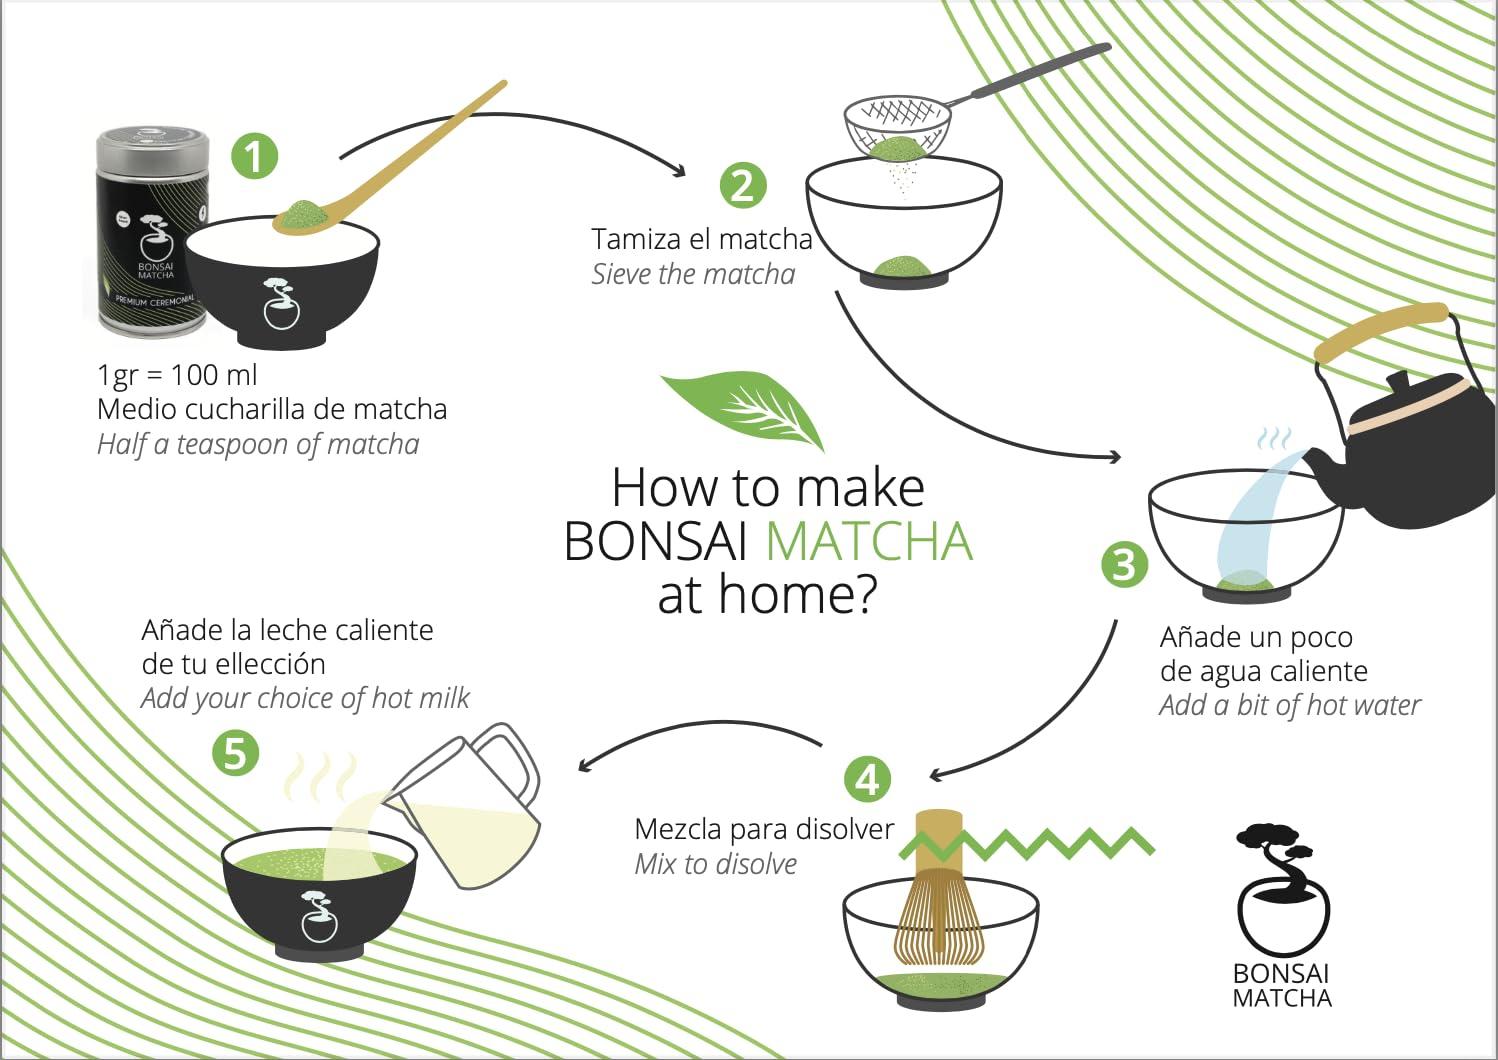 1
BONSAI
MATCHA
PREMIUM CEREMONIAL
1gr = 100 ml
Medio cucharilla de matcha
Half a teaspoon of matcha
2
Tamiza el matcha
Sieve the matcha
How to make
BONSAI MATCHA
at home?
3
Añade un poco
de agua caliente
Add a bit of hot water
4
Mezcla para disolver
Mix to disolve
Añade la leche caliente
de tu ellección
Add your choice of hot milk
5
BONSAI
MATCHA